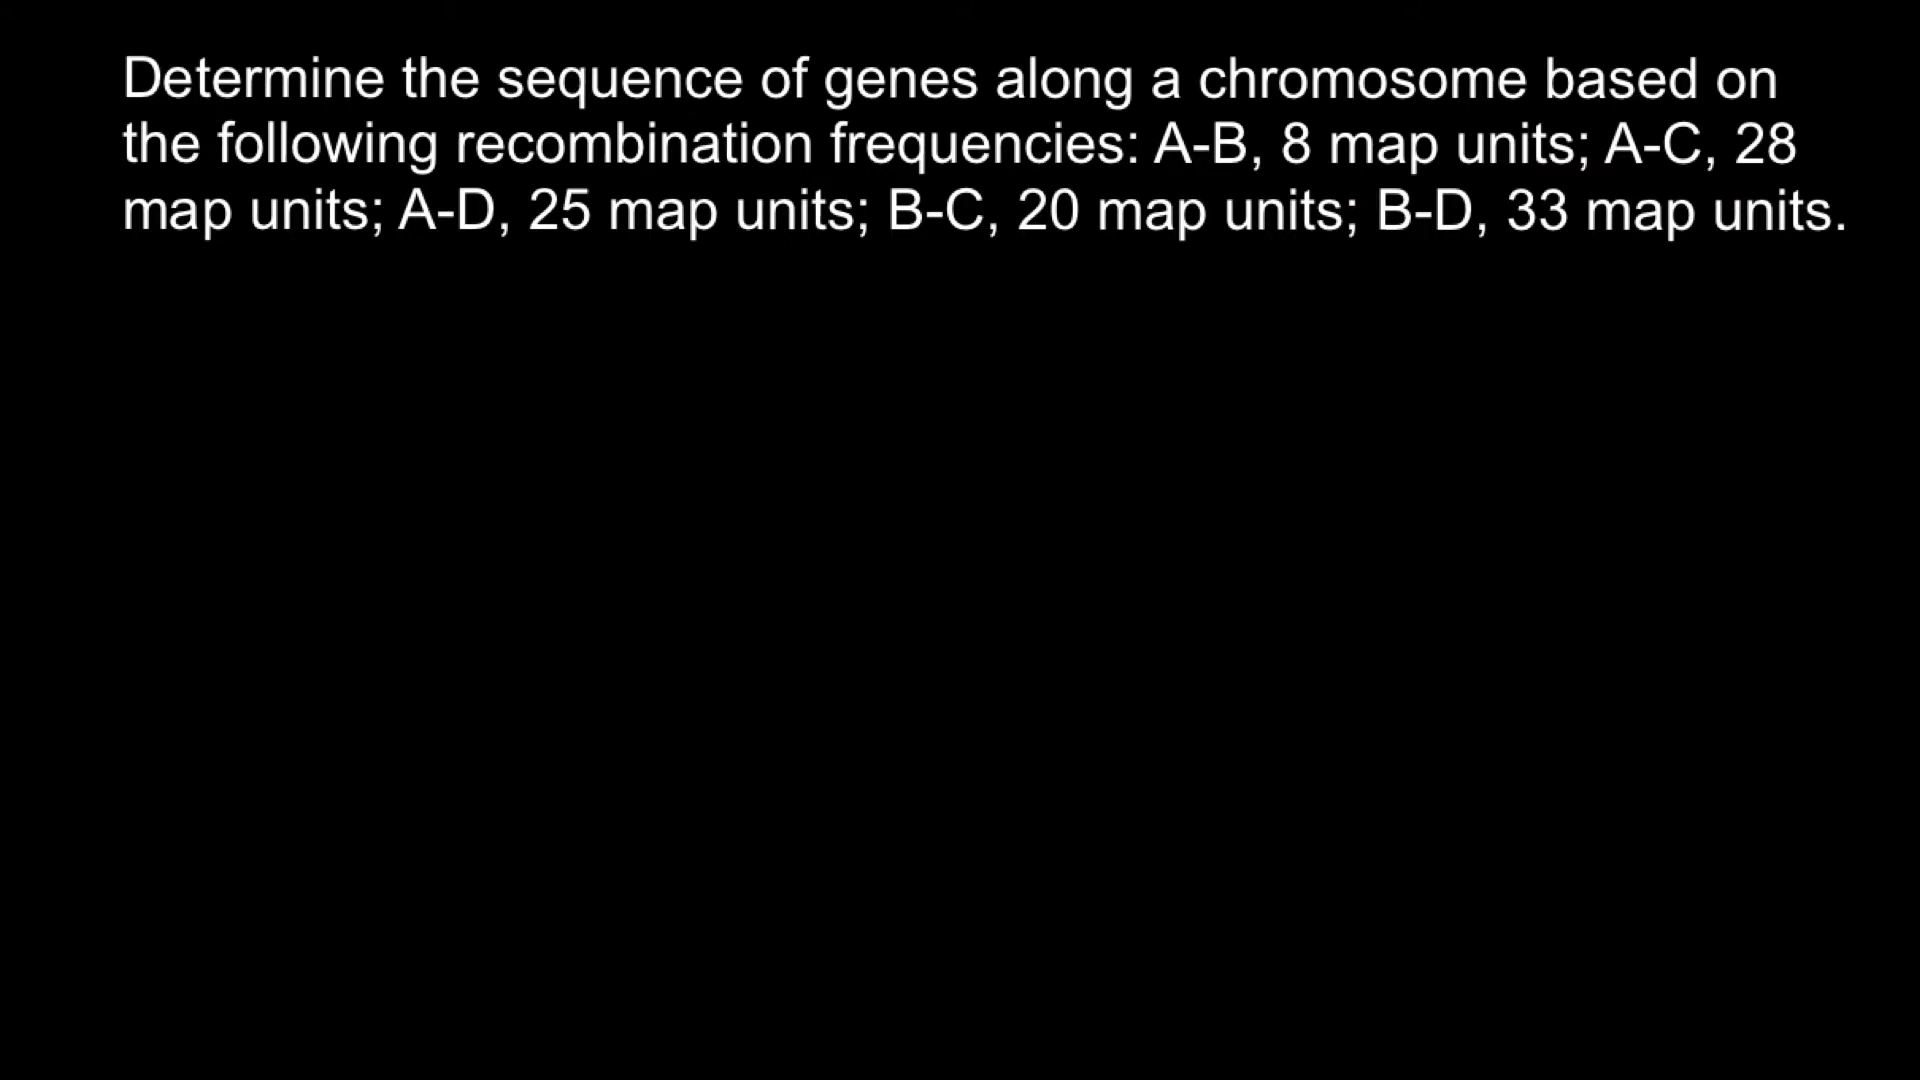 Determine the sequence of genes along a chromosome based on
the following recombination frequencies: A-B, 8 map units; A-C, 28
map units; A-D, 25 map units; B-C, 20 map units; B-D, 33 map units.